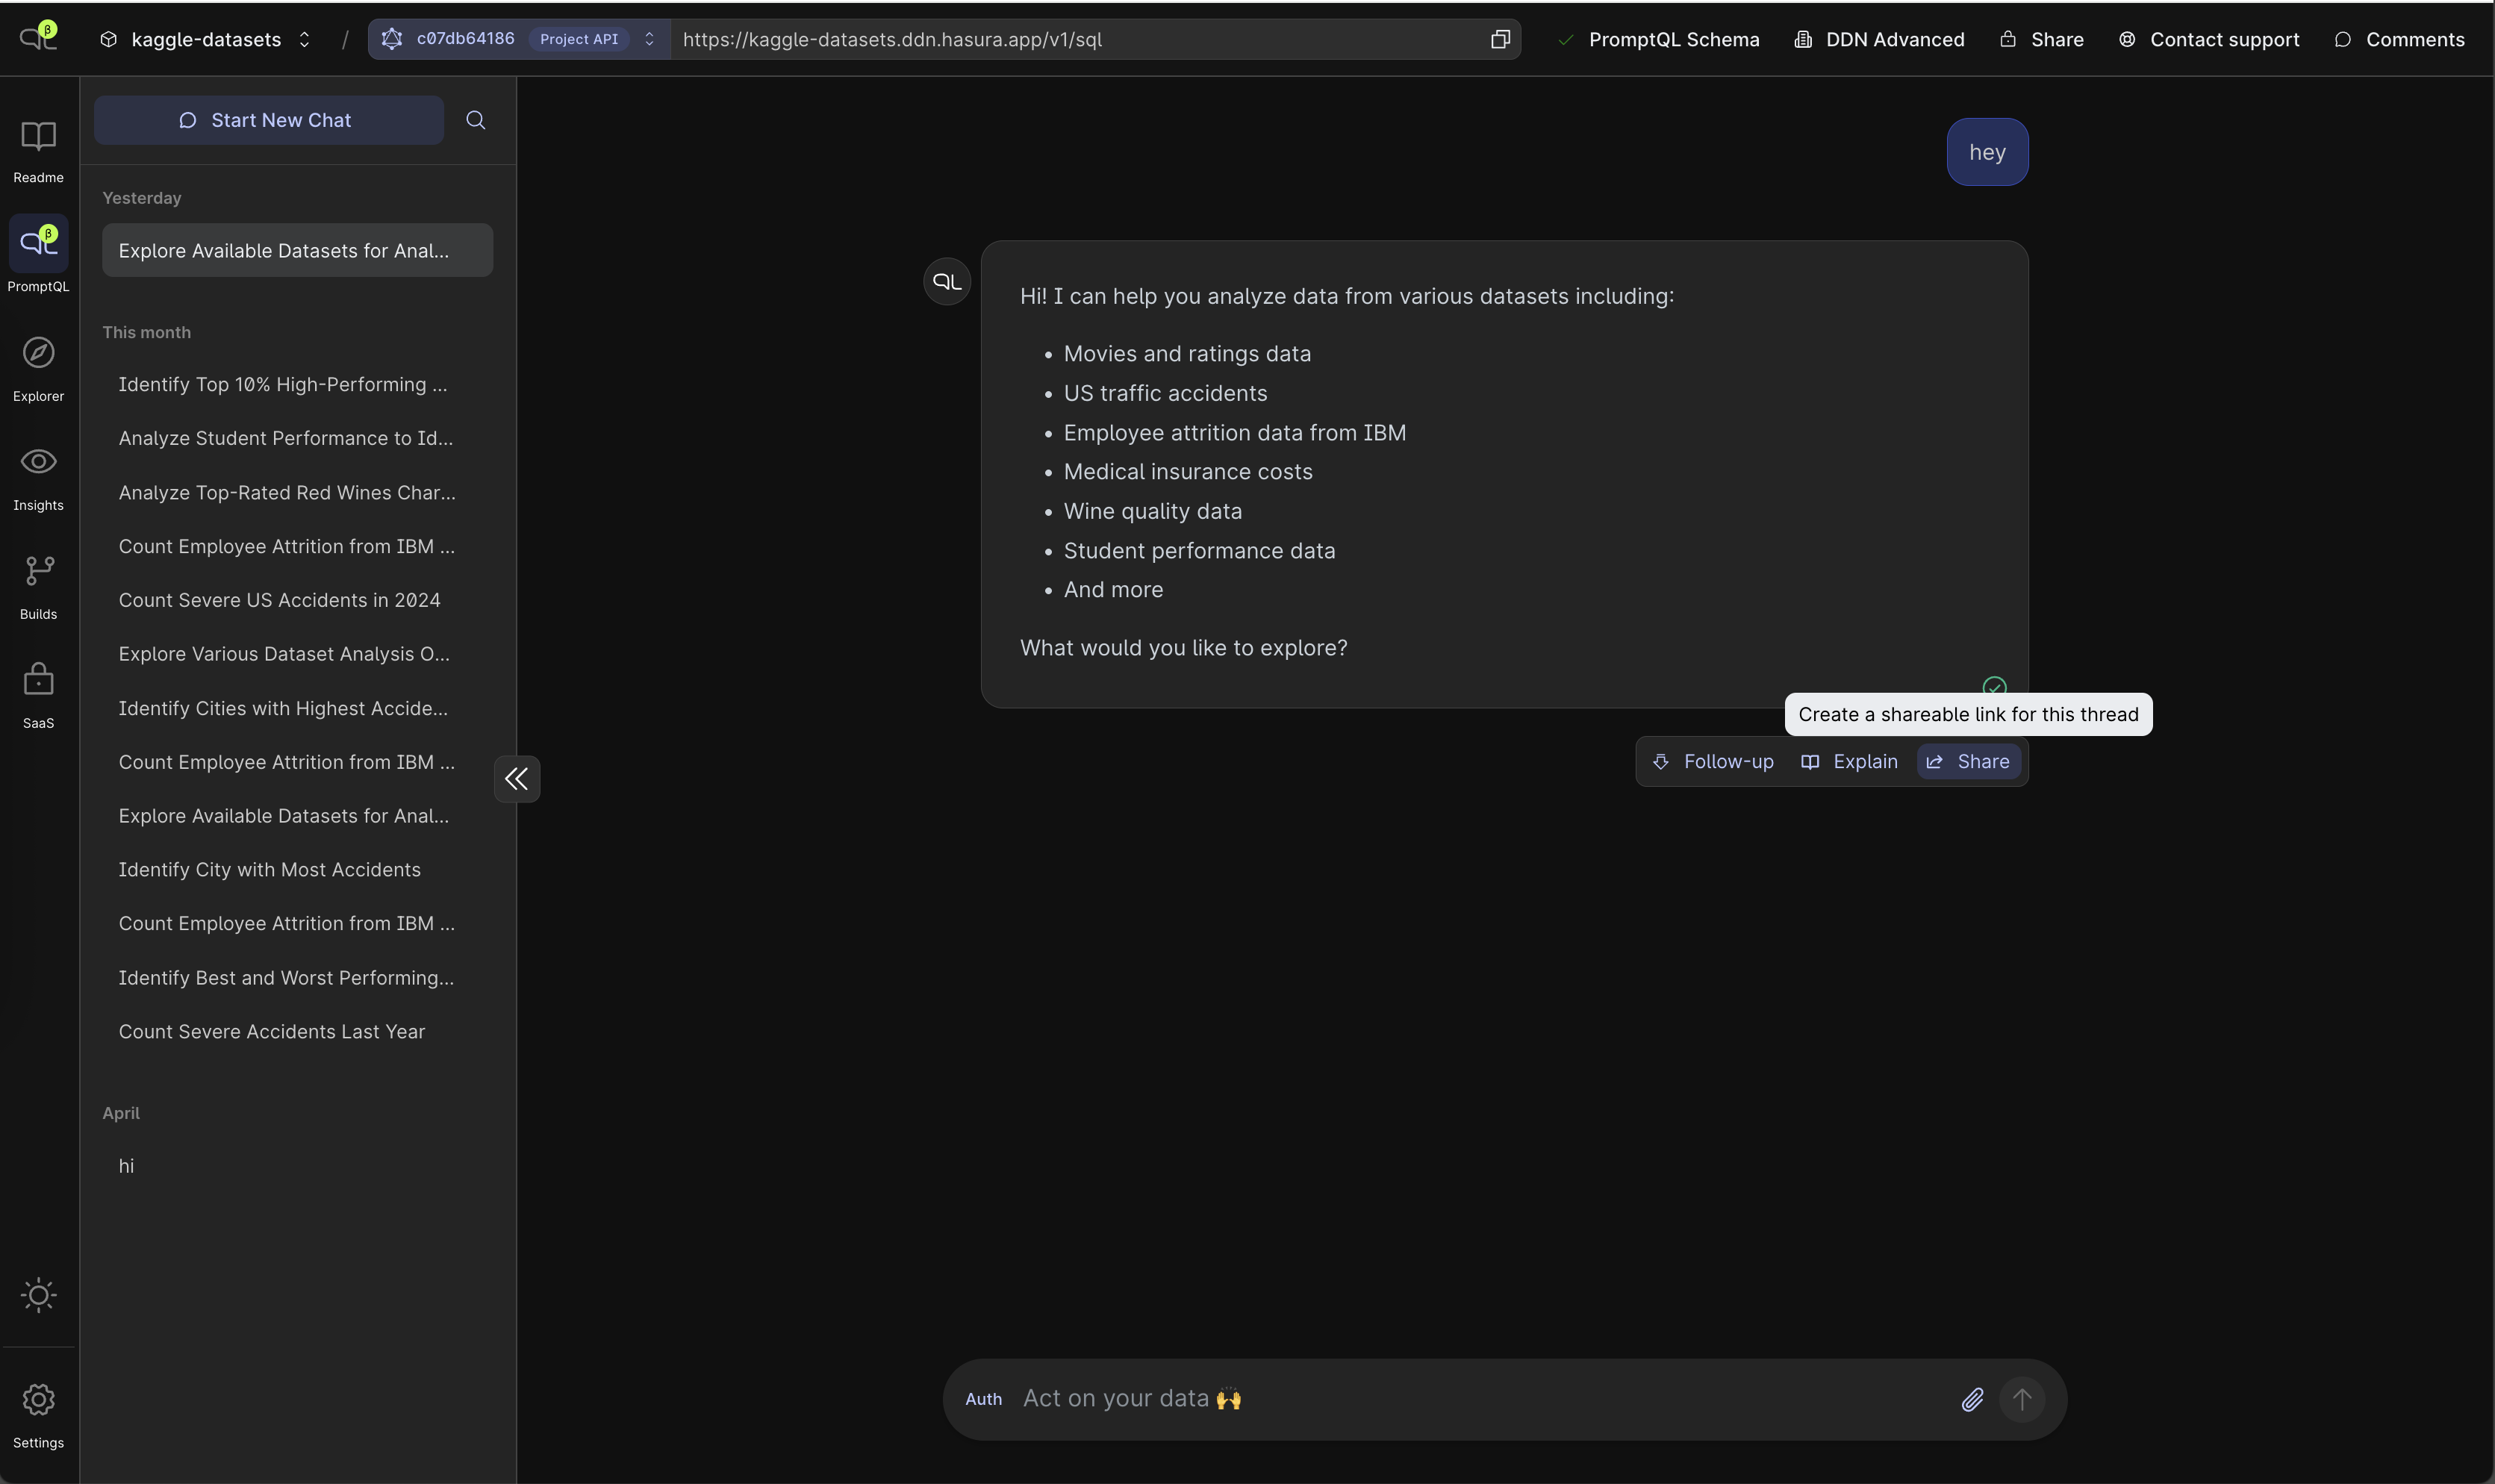 β
kaggle-datasets
/
c07db64186
Project API
https://kaggle-datasets.ddn.hasura.app/v1/sql
PromptQL Schema
DDN Advanced
Share
Contact support
Comments
Readme
β
PromptQL
Explorer
Insights
Builds
SaaS
Settings
Start New Chat
Yesterday
Explore Available Datasets for Anal...
This month
Identify Top 10% High-Performing ...
Analyze Student Performance to Id...
Analyze Top-Rated Red Wines Char...
Count Employee Attrition from IBM ...
Count Severe US Accidents in 2024
Explore Various Dataset Analysis O...
Identify Cities with Highest Accide...
Count Employee Attrition from IBM ...
Explore Available Datasets for Anal...
Identify City with Most Accidents
Count Employee Attrition from IBM ...
Identify Best and Worst Performing...
Count Severe Accidents Last Year
April
hi
hey
QL
Hi! I can help you analyze data from various datasets including:
• Movies and ratings data
• US traffic accidents
• Employee attrition data from IBM
• Medical insurance costs
• Wine quality data
• Student performance data
• And more
What would you like to explore?
Create a shareable link for this thread
Follow-up
Explain
Share
Auth
Act on your data 🙌